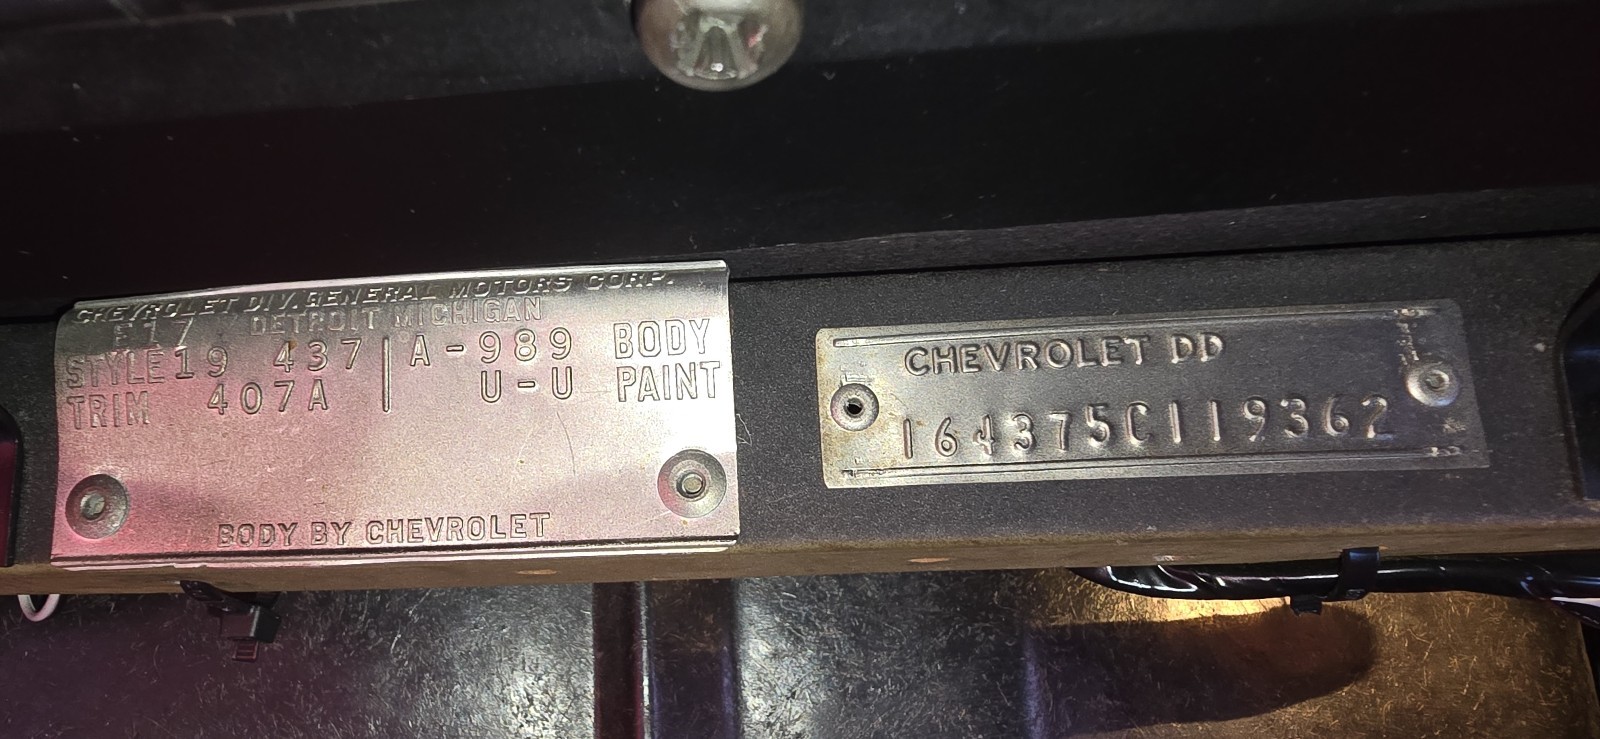 CHEVROLET DIV. GENERAL MOTORS CORP.
E17 DETROIT MICHIGAN
STYLE 19 437 | A-989 BODY
TRIM 407A | U-U PAINT
BODY BY CHEVROLET
CHEVROLET DD
164375C119362